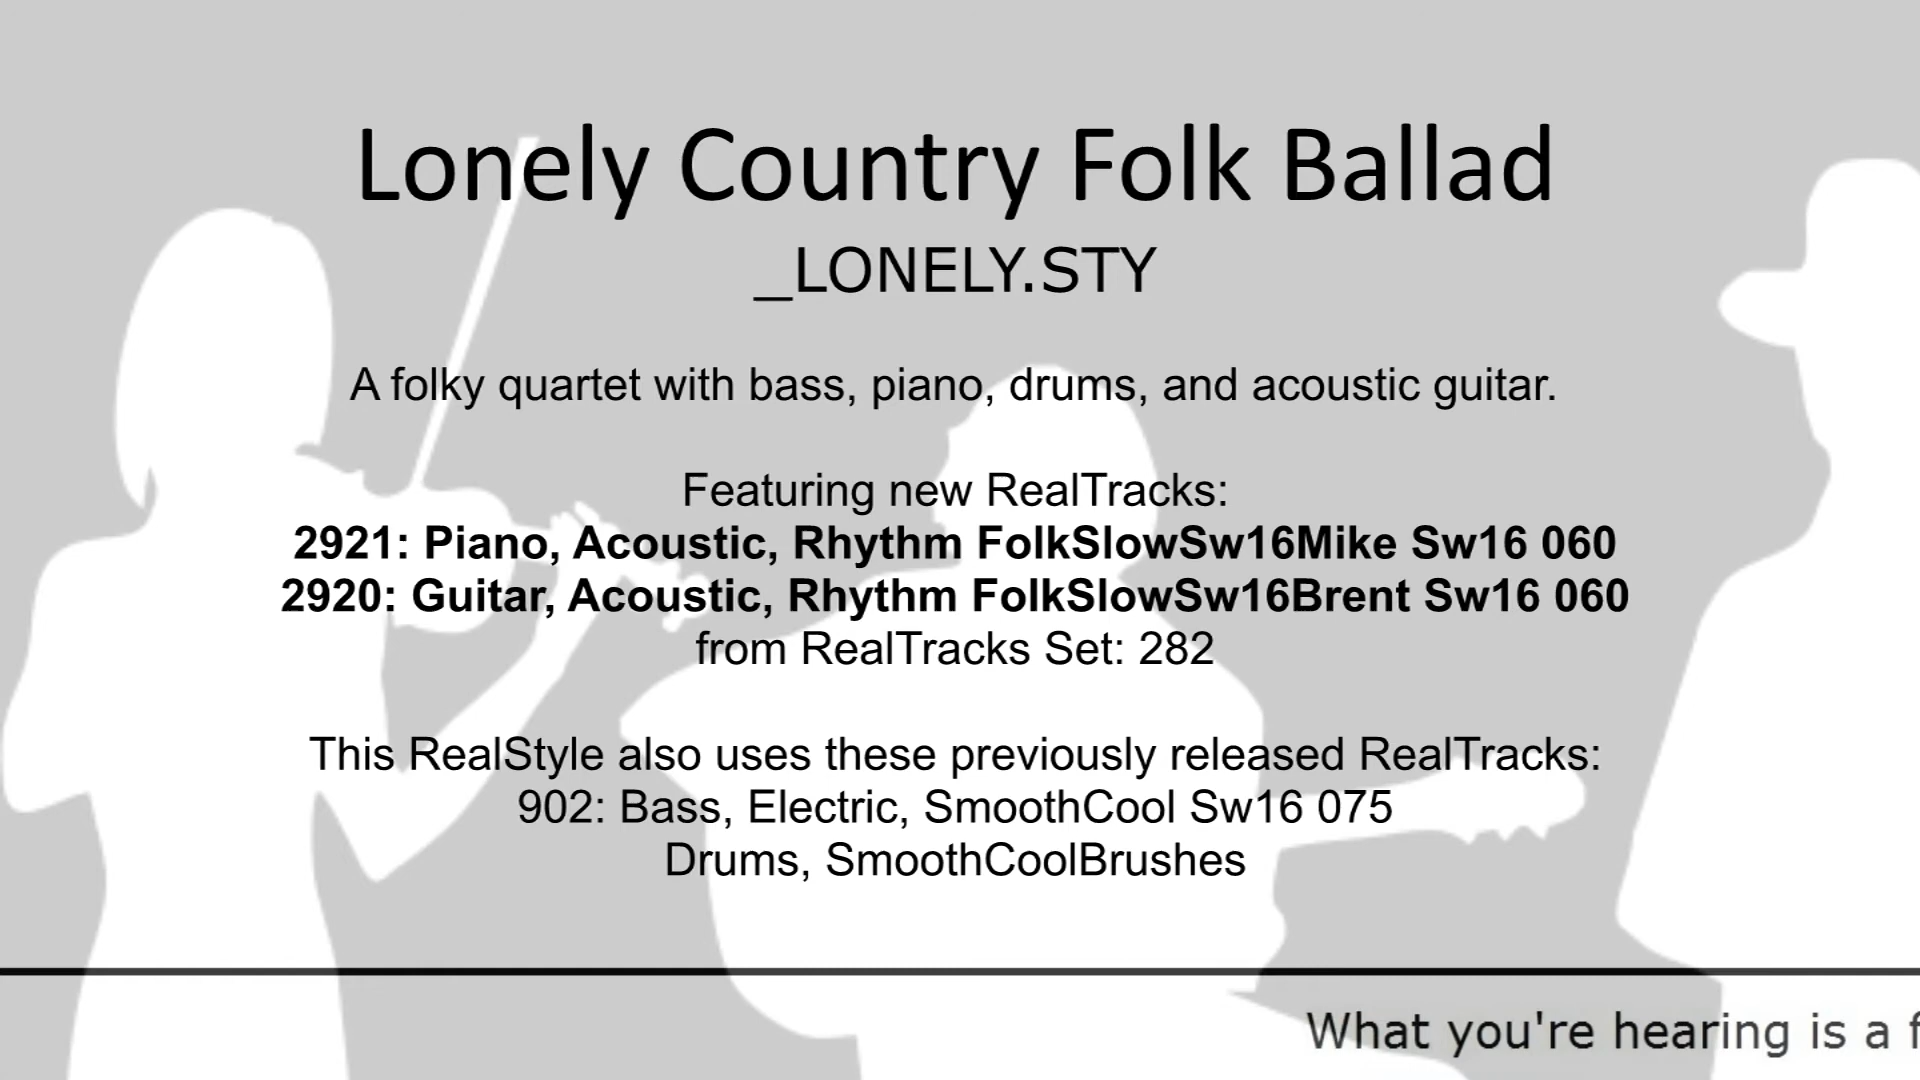 Lonely Country Folk Ballad
_LONELY.STY
A folky quartet with bass, piano, drums, and acoustic guitar.
Featuring new RealTracks:
2921: Piano, Acoustic, Rhythm FolkSlowSw16Mike Sw16 060
2920: Guitar, Acoustic, Rhythm FolkSlowSw16Brent Sw16 060
from RealTracks Set: 282
This RealStyle also uses these previously released RealTracks:
902: Bass, Electric, SmoothCool Sw16 075
Drums, SmoothCoolBrushes
What you're hearing is a